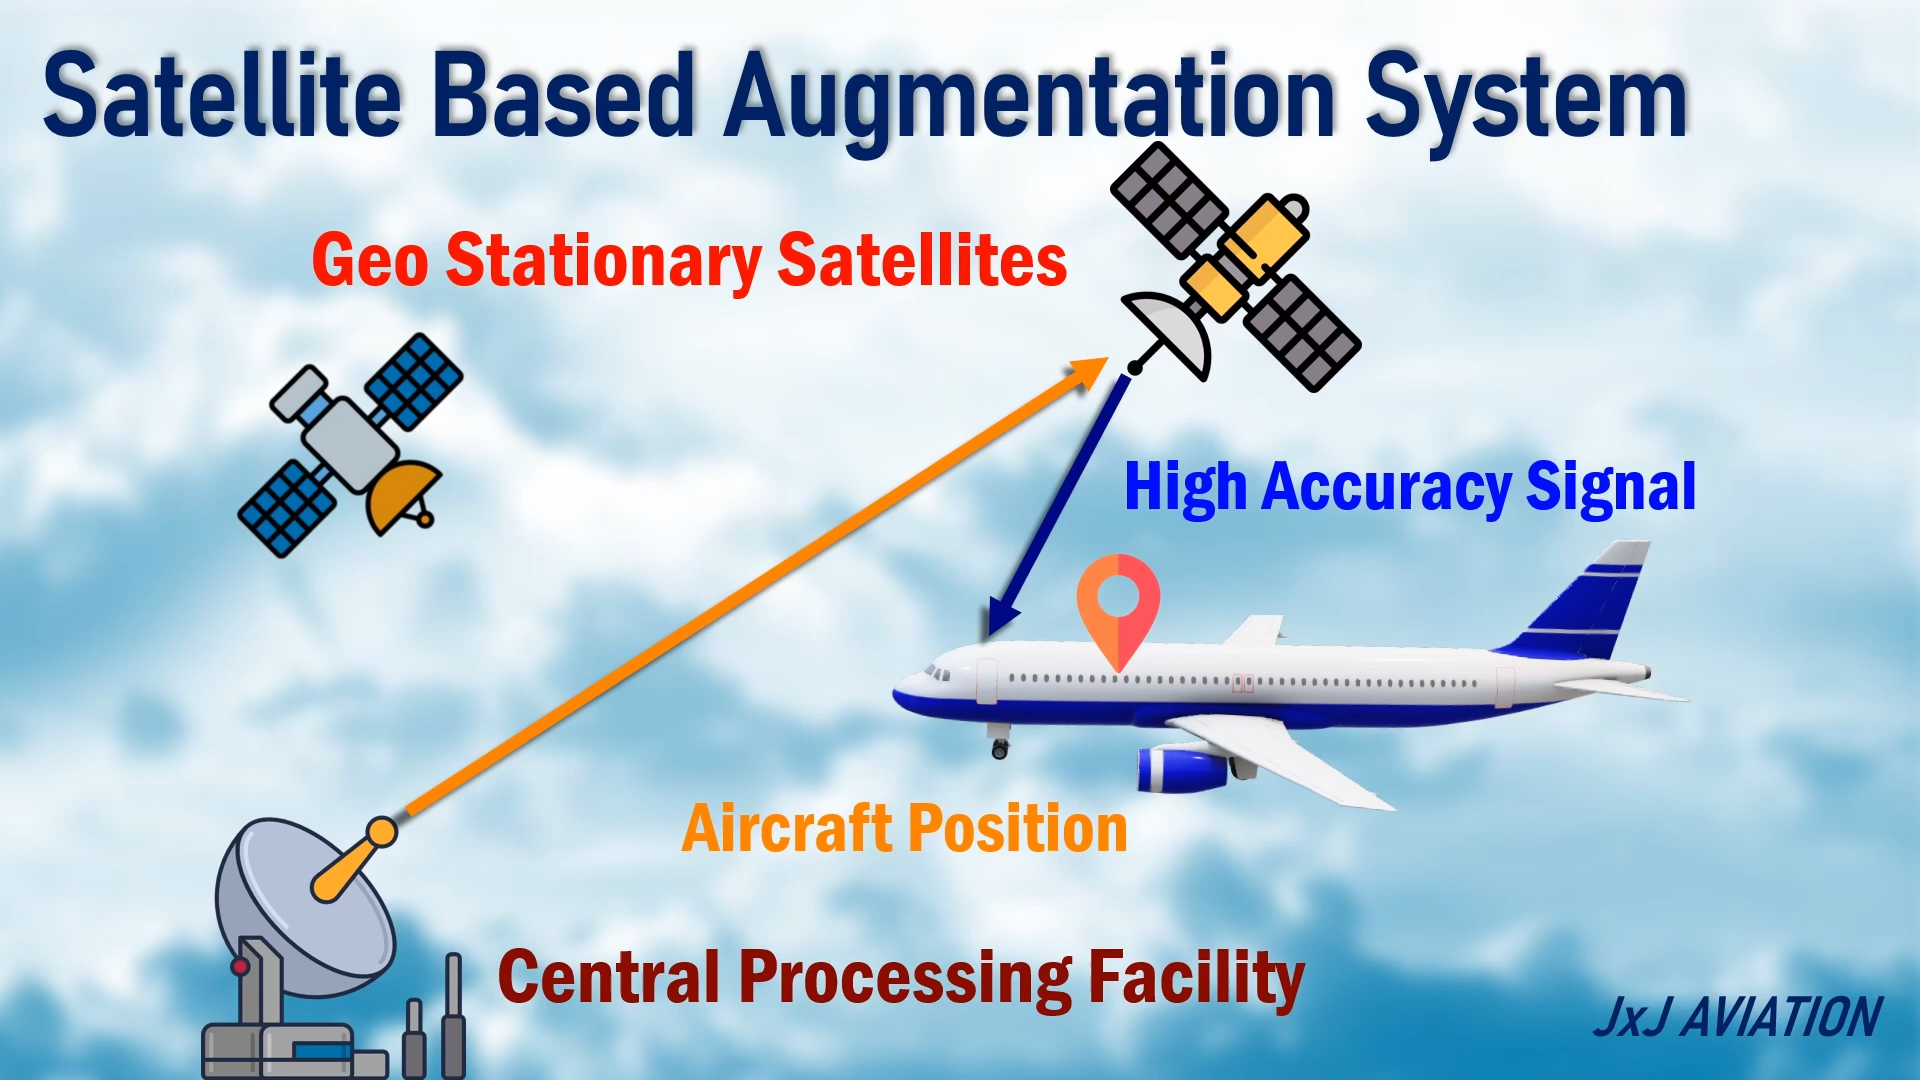 Satellite Based Augmentation System
Geo Stationary Satellites
High Accuracy Signal
Aircraft Position
Central Processing Facility
JxJ AVIATION